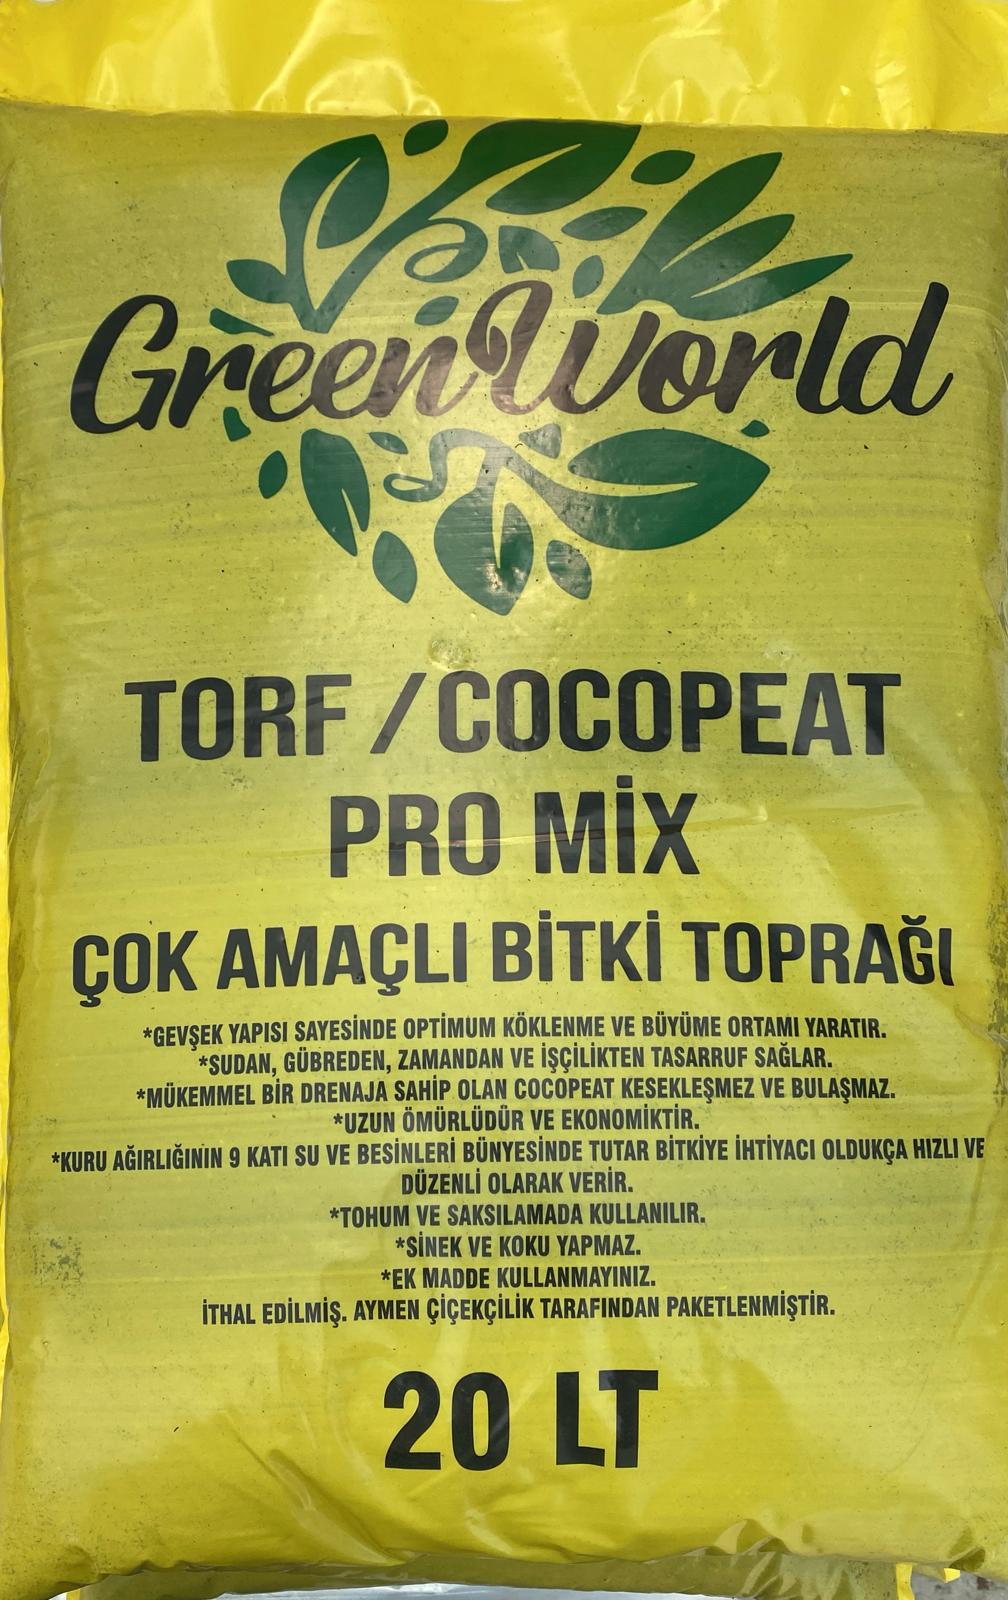 GreenWorld
TORF / COCOPEAT
PRO MİX
ÇOK AMAÇLI BİTKİ TOPRAĞI
*GEVŞEK YAPISI SAYESİNDE OPTİMUM KÖKLENME VE BÜYÜME ORTAMI YARATIR.
*SUDAN, GÜBREDEN, ZAMANDAN VE İŞÇİLİKTEN TASARRUF SAĞLAR.
*MÜKEMMEL BİR DRENAJA SAHİP OLAN COCOPEAT KESEKLEŞMEZ VE BULAŞMAZ.
*UZUN ÖMÜRLÜDÜR VE EKONOMİKTİR.
*KURU AĞIRLIĞININ 9 KATI SU VE BESİNLERİ BÜNYESİNDE TUTAR BİTKİYE İHTİYACI OLDUKÇA HIZLI VE
DÜZENLİ OLARAK VERİR.
*TOHUM VE SAKSILAMADA KULLANILIR.
*SİNEK VE KOKU YAPMAZ.
*EK MADDE KULLANMAYINIZ.
İTHAL EDİLMİŞ. AYMEN ÇİÇEKÇİLİK TARAFINDAN PAKETLENMİŞTİR.
20 LT